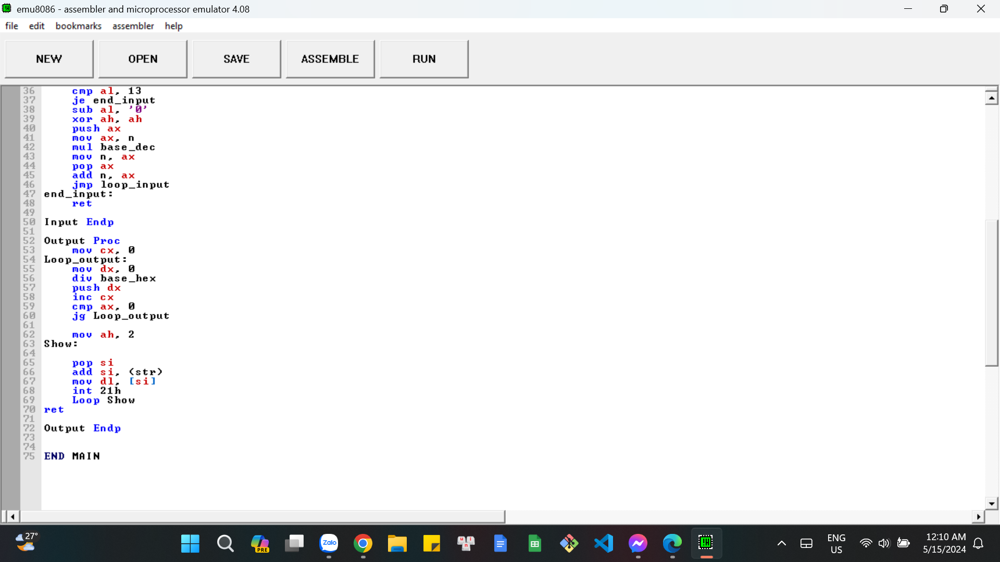 emu8086 - assembler and microprocessor emulator 4.08
file edit bookmarks assembler help
NEW OPEN SAVE ASSEMBLE RUN
36 cmp al, 13
37 je end_input
38 sub al, '0'
39 xor ah, ah
40 push ax
41 mov ax, n
42 mul base_dec
43 mov n, ax
44 pop ax
45 add n, ax
46 jmp loop_input
47 end_input:
48 ret
49
50 Input Endp
51
52 Output Proc
53 mov cx, 0
54 Loop_output:
55 mov dx, 0
56 div base_hex
57 push dx
58 inc cx
59 cmp ax, 0
60 jg Loop_output
61
62 mov ah, 2
63 Show:
64
65 pop si
66 add si, (str)
67 mov dl, [si]
68 int 21h
69 Loop Show
70 ret
71
72 Output Endp
73
74
75 END MAIN
27°
PRE
Zalo
ENG
US
12:10 AM
5/15/2024